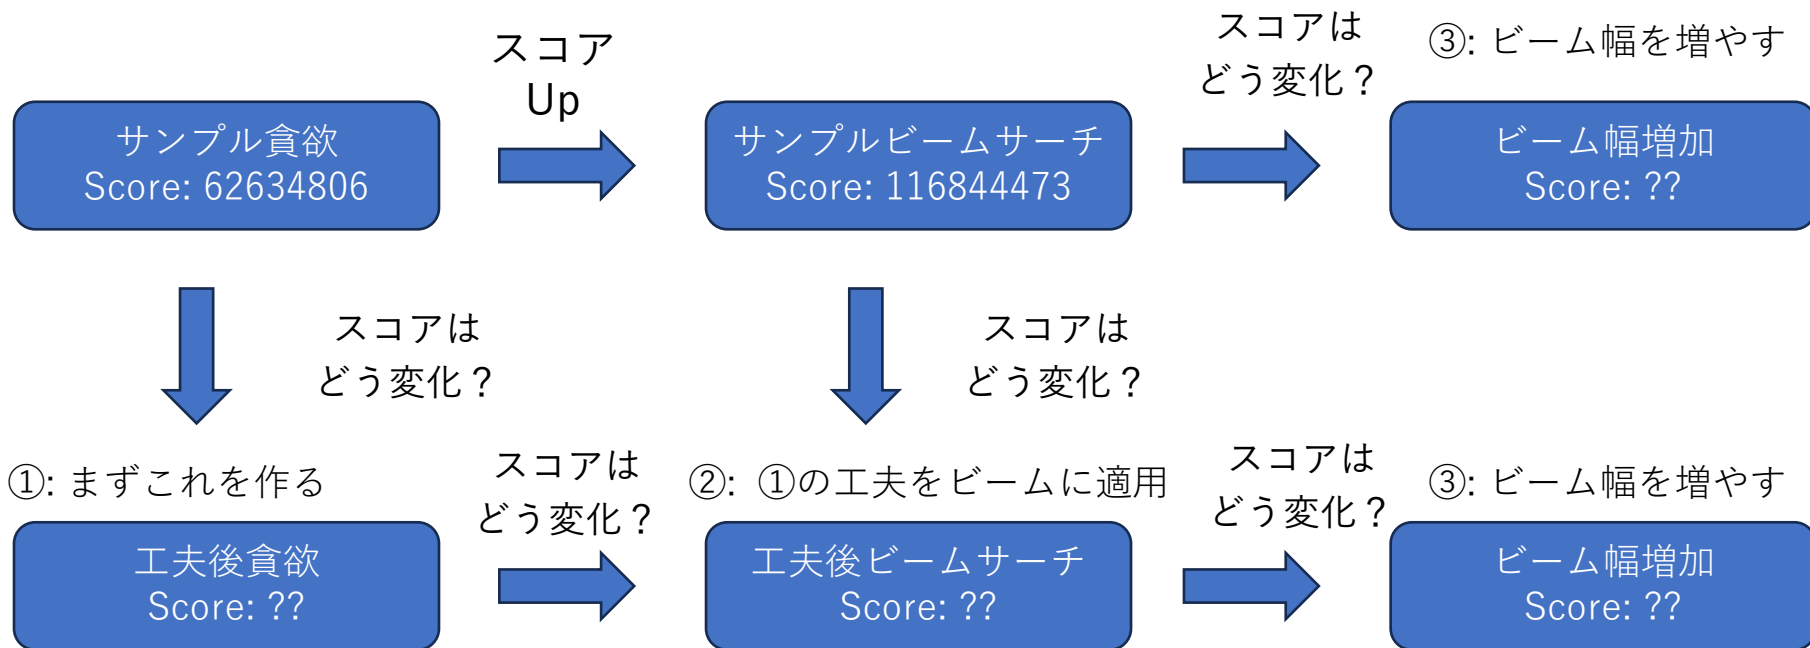 スコア
Up
スコアは
どう変化？
③: ビーム幅を増やす
サンプル貪欲
Score: 62634806
サンプルビームサーチ
Score: 116844473
ビーム幅増加
Score: ??
スコアは
どう変化？
スコアは
どう変化？
①: まずこれを作る
スコアは
どう変化？
②: ①の工夫をビームに適用
スコアは
どう変化？
③: ビーム幅を増やす
工夫後貪欲
Score: ??
工夫後ビームサーチ
Score: ??
ビーム幅増加
Score: ??